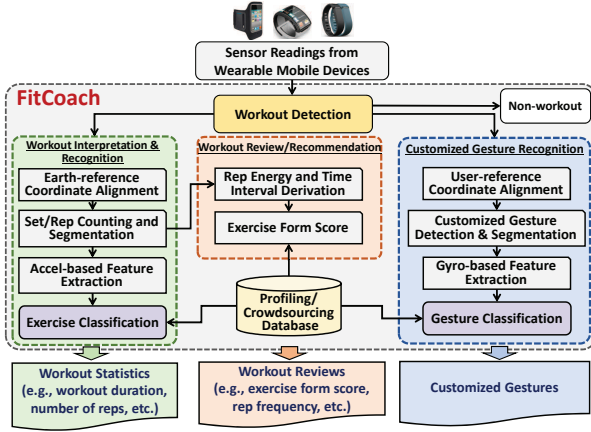 Sensor Readings from
Wearable Mobile Devices
FitCoach
Workout Detection
Non-workout
Workout Interpretation &
Recognition
Earth-reference
Coordinate Alignment
Set/Rep Counting and
Segmentation
Accel-based Feature
Extraction
Exercise Classification
Workout Review/Recommendation
Rep Energy and Time
Interval Derivation
Exercise Form Score
Profiling/
Crowdsourcing
Database
Customized Gesture Recognition
User-reference
Coordinate Alignment
Customized Gesture
Detection & Segmentation
Gyro-based Feature
Extraction
Gesture Classification
Workout Statistics
(e.g., workout duration,
number of reps, etc.)
Workout Reviews
(e.g., exercise form score,
rep frequency, etc.)
Customized Gestures